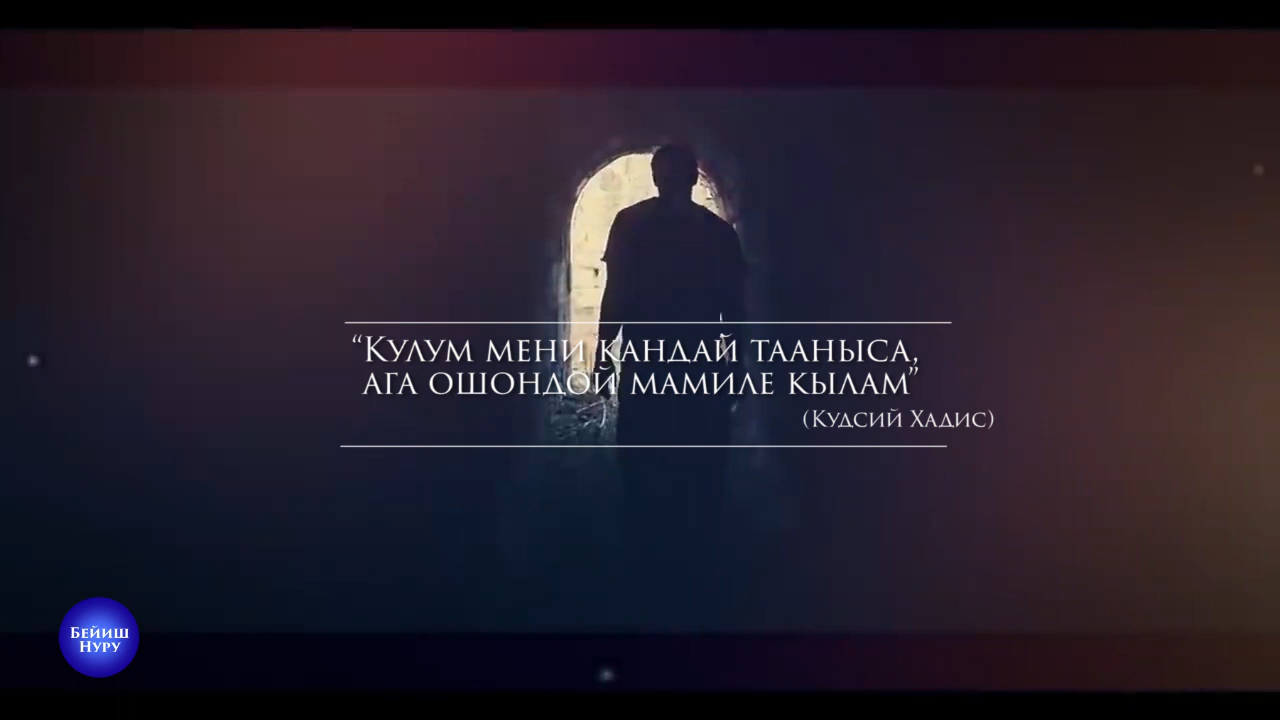 “Кулум мени кандай тааныса,
ага ошондой мамиле кылам”
(Кудсий Хадис)
Бейиш
Нуру